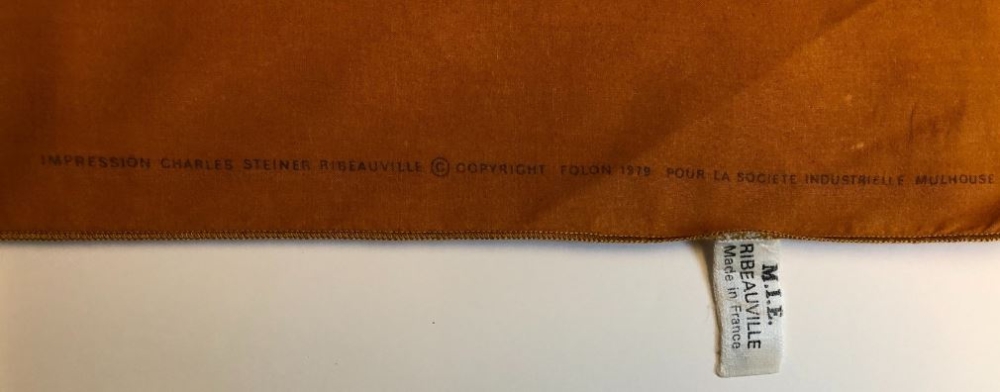 IMPRESSION CHARLES STEINER RIBEAUVILLE © COPYRIGHT FOLON 1979 POUR LA SOCIETE INDUSTRIELLE MULHOUSE
M.I.E.
RIBEAUVILLE
Made in France